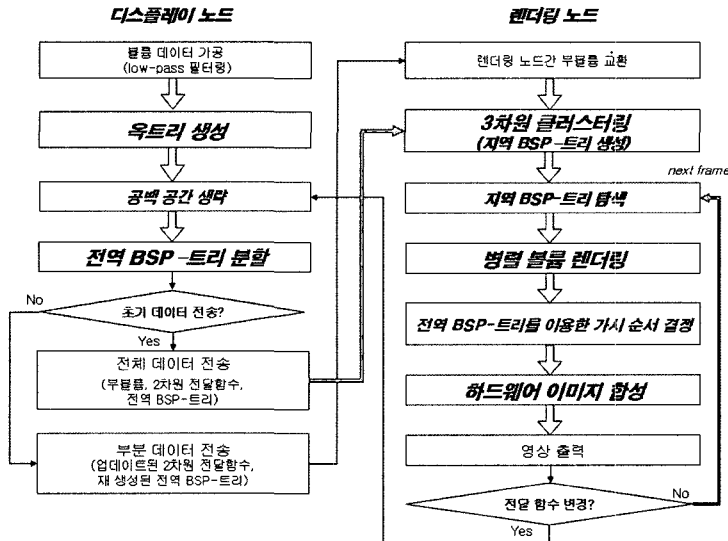 디스플레이 노드
볼륨 데이터 가공
(low-pass 필터링)
옥트리 생성
공백 공간 생략
전역 BSP-트리 분할
No
초기 데이터 전송?
Yes
전체 데이터 전송
(부볼륨, 2차원 전달함수,
전역 BSP-트리)
부분 데이터 전송
(업데이트된 2차원 전달함수,
재 생성된 전역 BSP-트리)
렌더링 노드
렌더링 노드간 부볼륨 교환
3차원 클러스터링
(지역 BSP-트리 생성)
next frame
지역 BSP-트리 탐색
병렬 볼륨 렌더링
전역 BSP-트리를 이용한 가시 순서 결정
하드웨어 이미지 합성
영상 출력
전달 함수 변경?
No
Yes